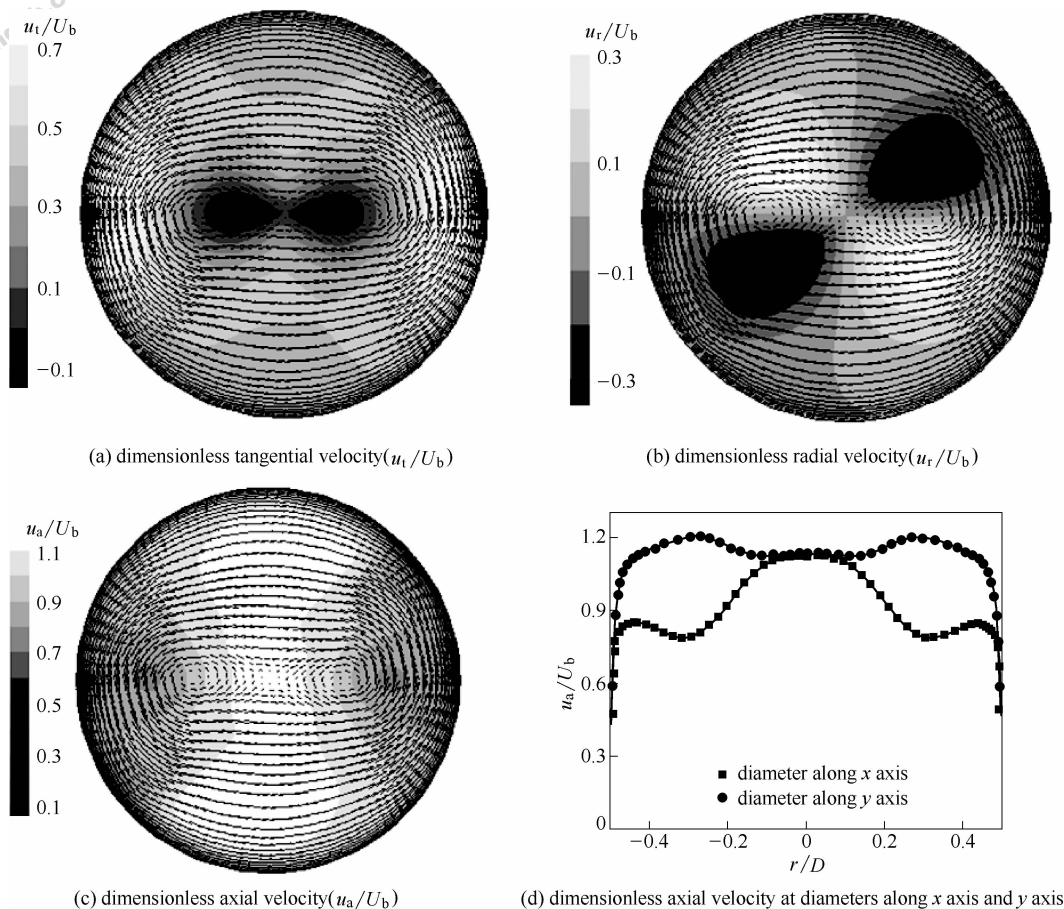 u_t/U_b
0.7
0.5
0.3
0.1
−0.1
(a) dimensionless tangential velocity(u_t/U_b)
u_r/U_b
0.3
0.1
−0.1
−0.3
(b) dimensionless radial velocity(u_r/U_b)
u_a/U_b
1.1
0.9
0.7
0.5
0.3
0.1
(c) dimensionless axial velocity(u_a/U_b)
u_a/U_b
1.2
0.9
0.6
0.3
0
diameter along x axis
diameter along y axis
−0.4 −0.2 0 0.2 0.4
r/D
(d) dimensionless axial velocity at diameters along x axis and y axis